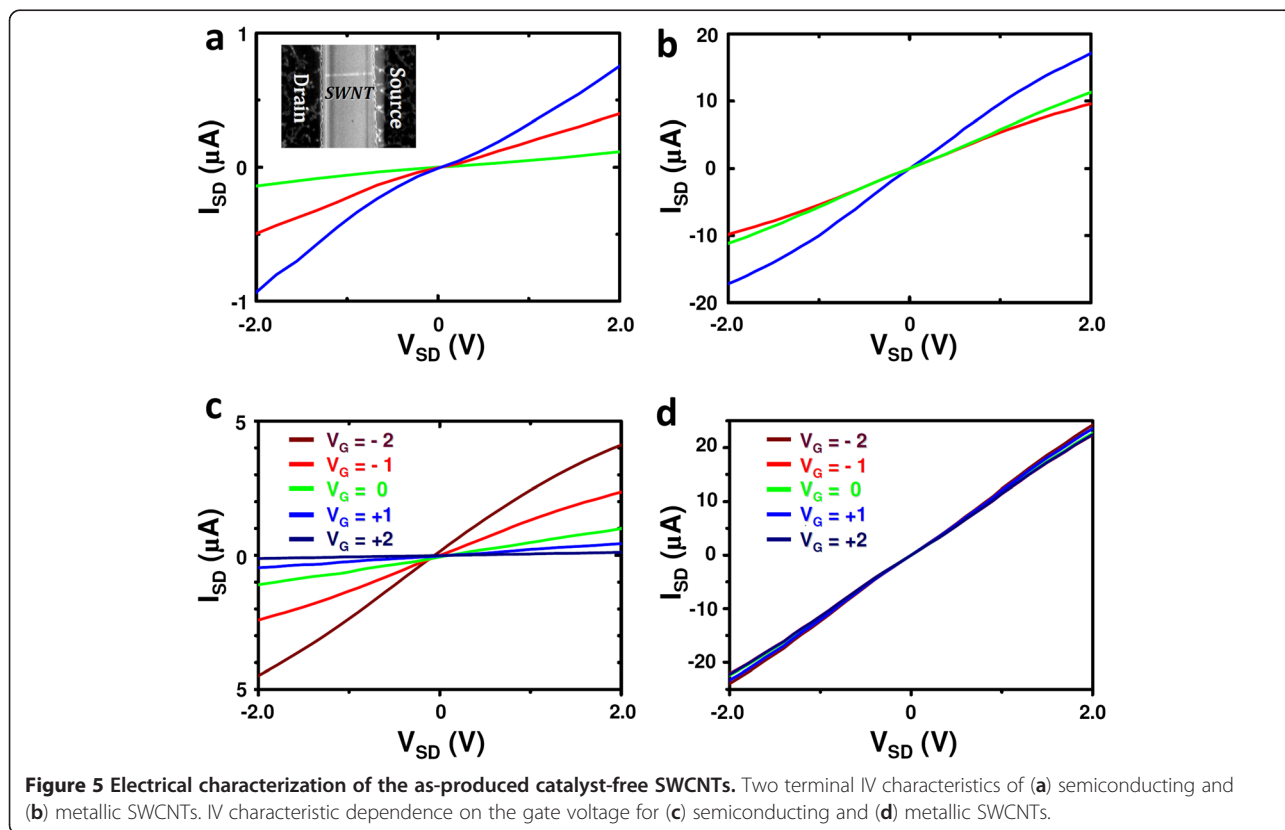 a
Drain
SWNT
Source
I_SD (μA)
1
0
-1
-2.0
0
2.0
V_SD (V)
b
I_SD (μA)
20
10
0
-10
-20
-2.0
0
2.0
V_SD (V)
c
V_G = - 2
V_G = - 1
V_G = 0
V_G = +1
V_G = +2
I_SD (μA)
5
0
5
-2.0
0
2.0
V_SD (V)
d
V_G = - 2
V_G = - 1
V_G = 0
V_G = +1
V_G = +2
I_SD (μA)
20
10
0
-10
-20
-2.0
0
2.0
V_SD (V)
Figure 5 Electrical characterization of the as-produced catalyst-free SWCNTs. Two terminal IV characteristics of (a) semiconducting and
(b) metallic SWCNTs. IV characteristic dependence on the gate voltage for (c) semiconducting and (d) metallic SWCNTs.